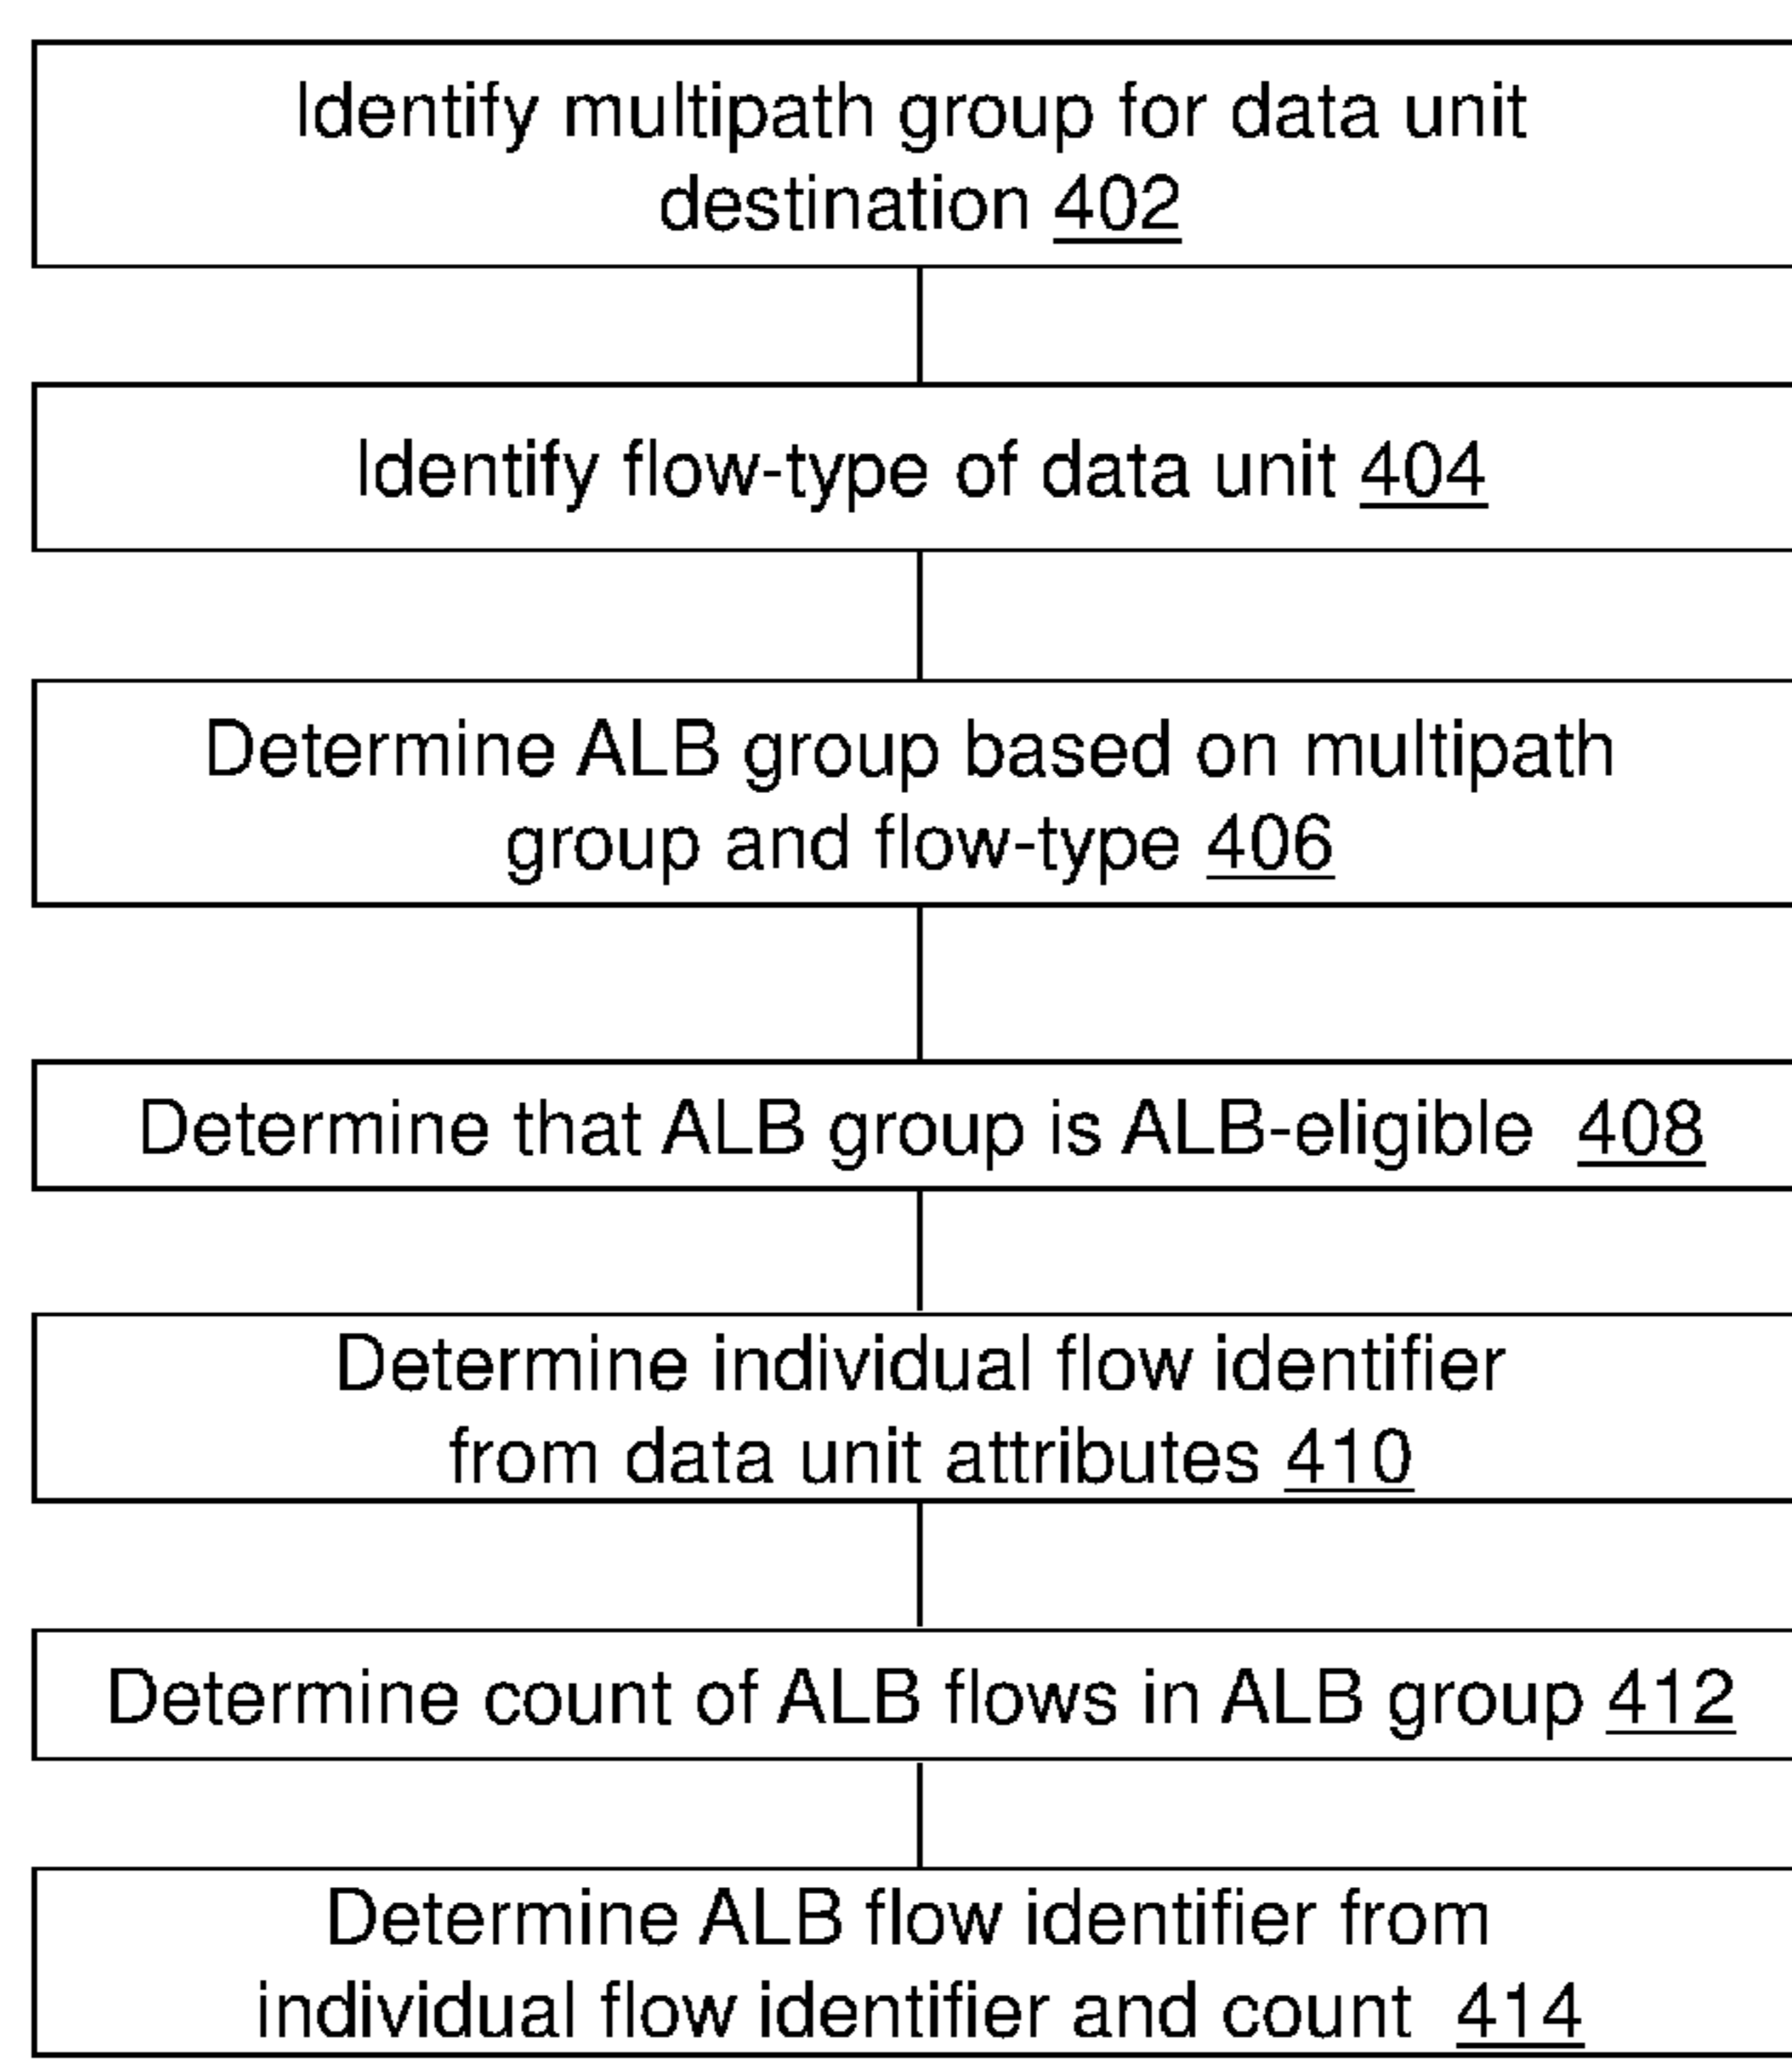 Identify multipath group for data unit
destination 402
Identify flow-type of data unit 404
Determine ALB group based on multipath
group and flow-type 406
Determine that ALB group is ALB-eligible 408
Determine individual flow identifier
from data unit attributes 410
Determine count of ALB flows in ALB group 412
Determine ALB flow identifier from
individual flow identifier and count 414